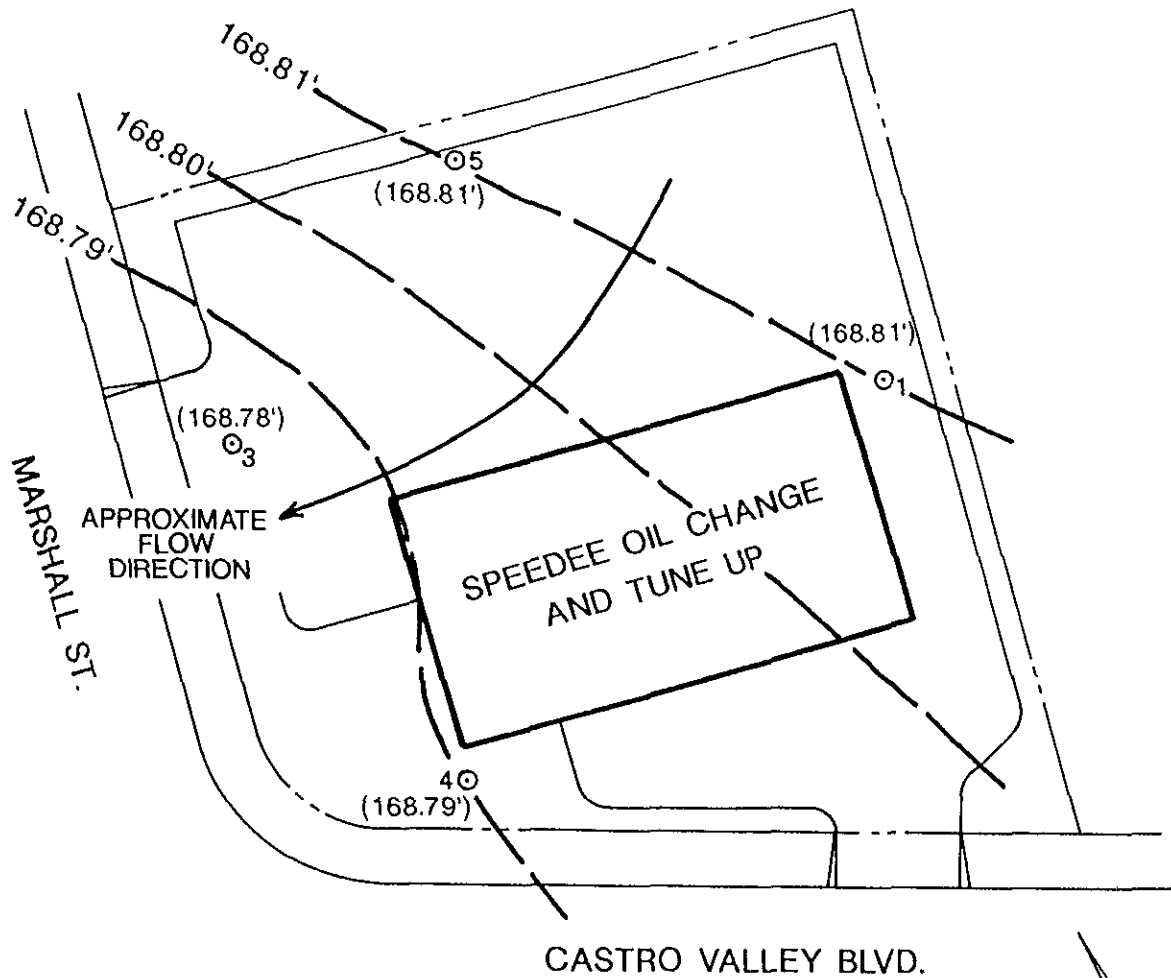 168.81'
168.80'
168.79'
5
(168.81')
(168.81')
1
(168.78')
3
APPROXIMATE
FLOW
DIRECTION
MARSHALL ST.
SPEEDEE OIL CHANGE
AND TUNE UP
4
(168.79')
CASTRO VALLEY BLVD.